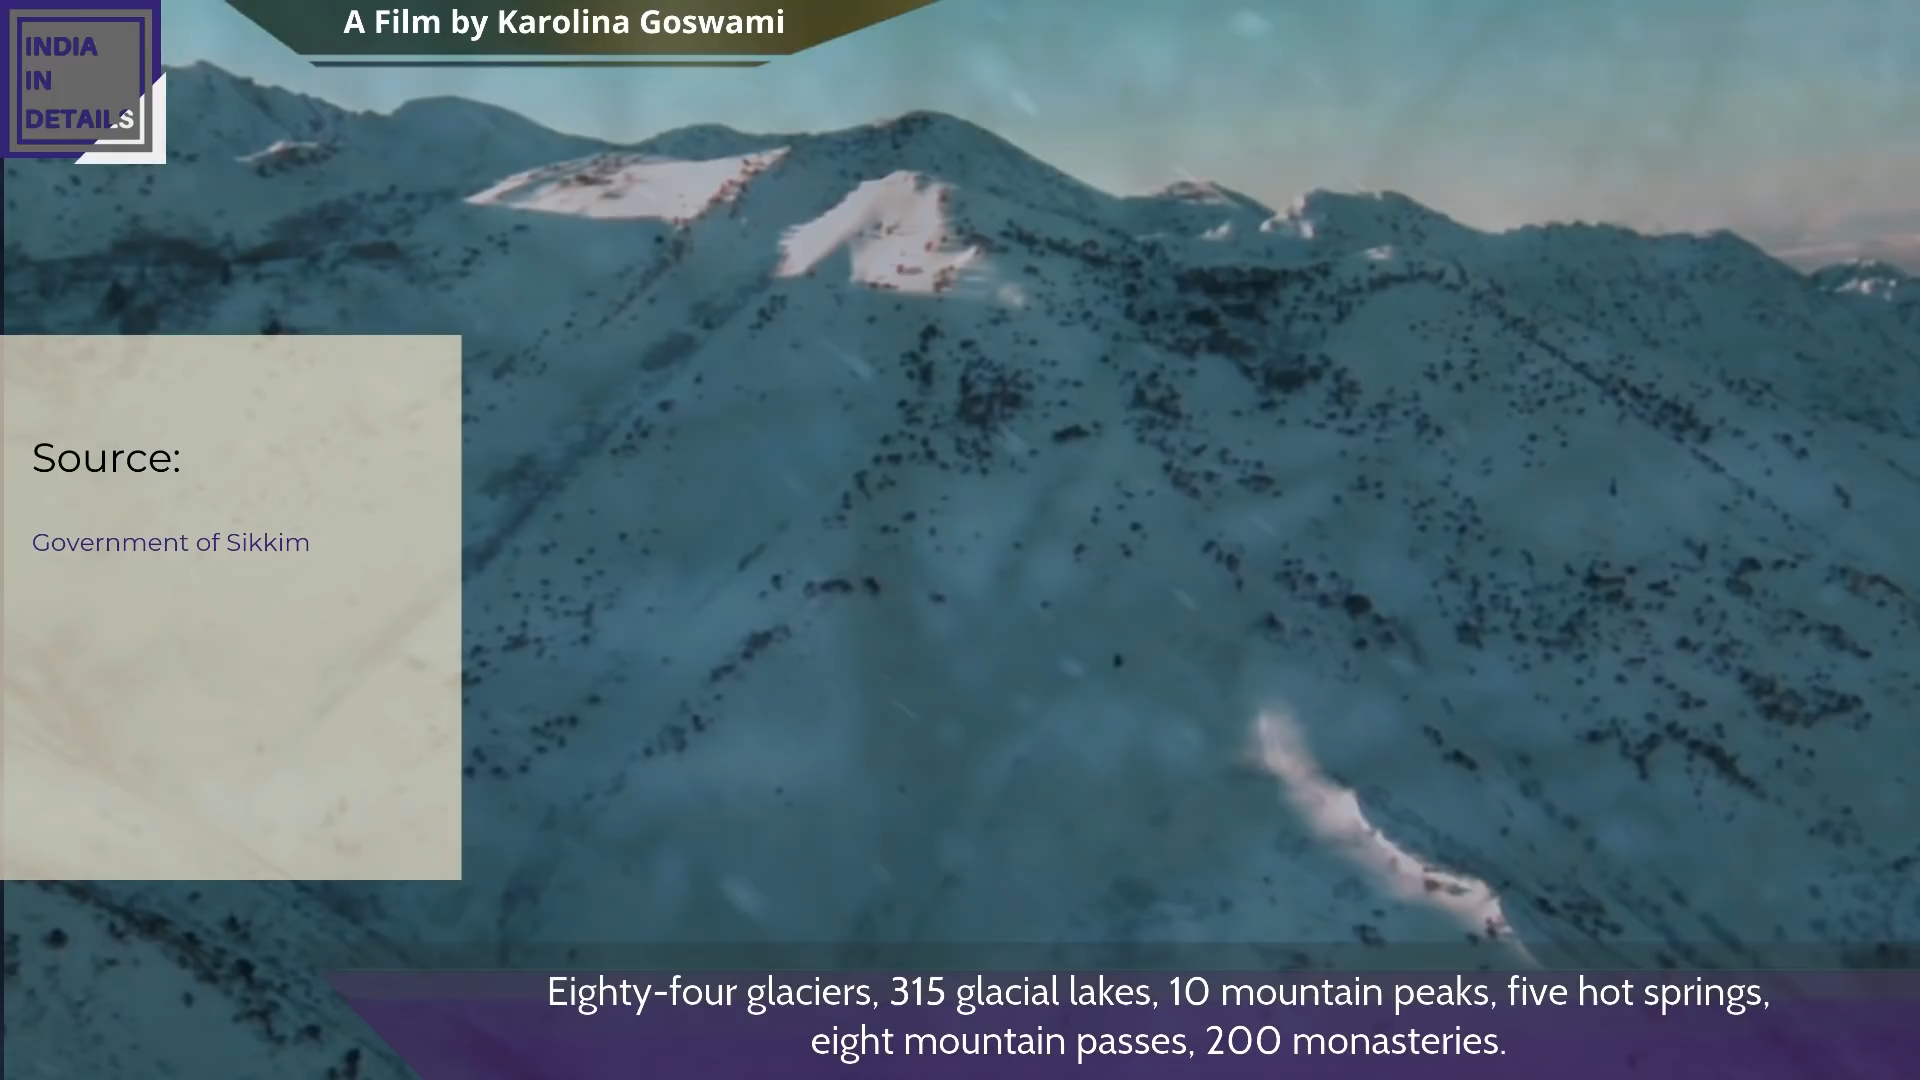 A Film by Karolina Goswami
INDIA
IN
DETAILS
Source:
Government of Sikkim
Eighty-four glaciers, 315 glacial lakes, 10 mountain peaks, five hot springs,
eight mountain passes, 200 monasteries.